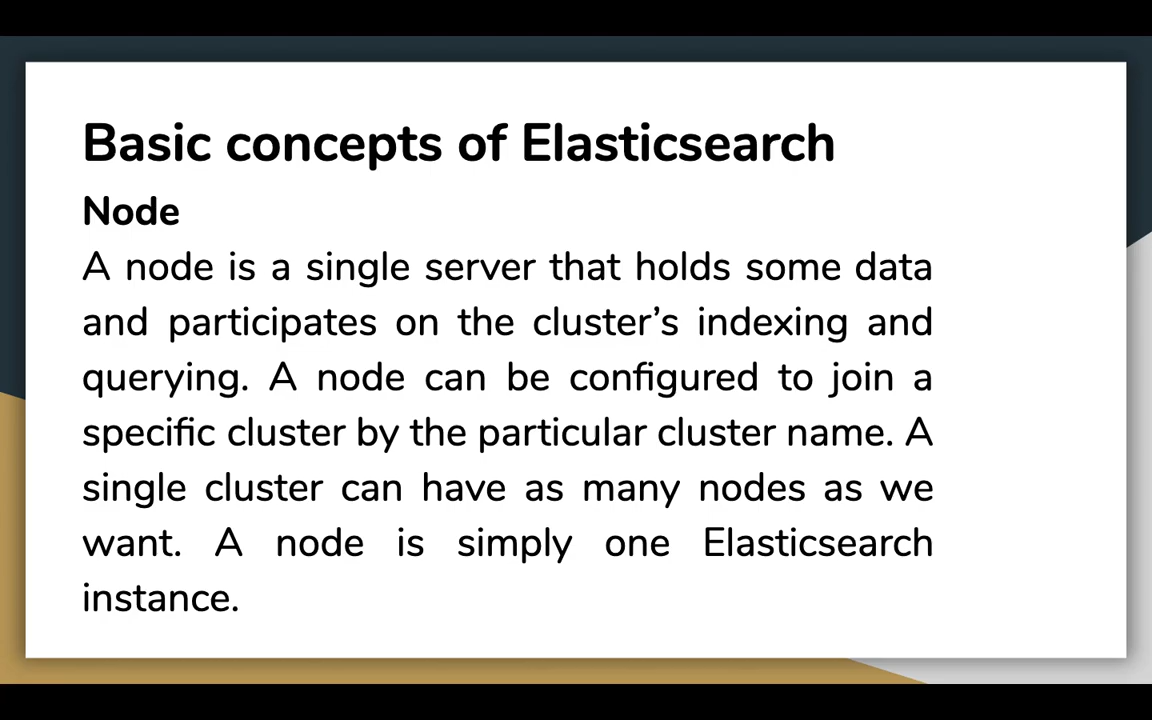 Basic concepts of Elasticsearch
Node
A node is a single server that holds some data
and participates on the cluster’s indexing and
querying. A node can be configured to join a
specific cluster by the particular cluster name. A
single cluster can have as many nodes as we
want. A node is simply one Elasticsearch
instance.